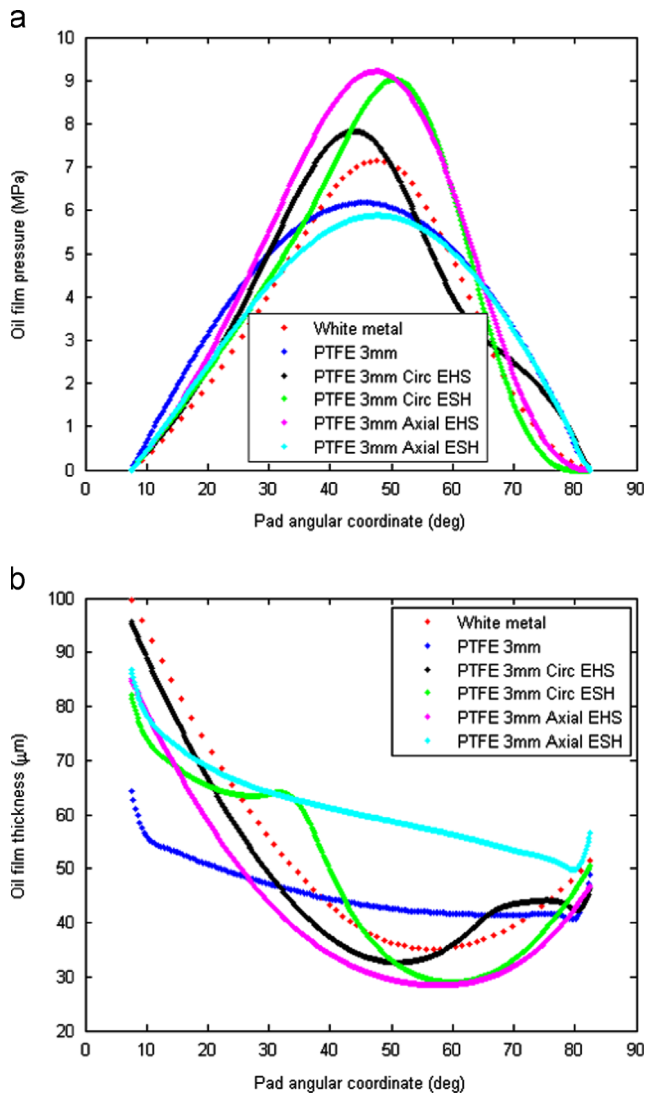 a
10
9
8
7
6
5
4
3
2
1
0
Oil film pressure (MPa)
White metal
PTFE 3mm
PTFE 3mm Circ EHS
PTFE 3mm Circ ESH
PTFE 3mm Axial EHS
PTFE 3mm Axial ESH
0 10 20 30 40 50 60 70 80 90
Pad angular coordinate (deg)
b
100
90
80
70
60
50
40
30
20
Oil film thickness (μm)
White metal
PTFE 3mm
PTFE 3mm Circ EHS
PTFE 3mm Circ ESH
PTFE 3mm Axial EHS
PTFE 3mm Axial ESH
0 10 20 30 40 50 60 70 80 90
Pad angular coordinate (deg)